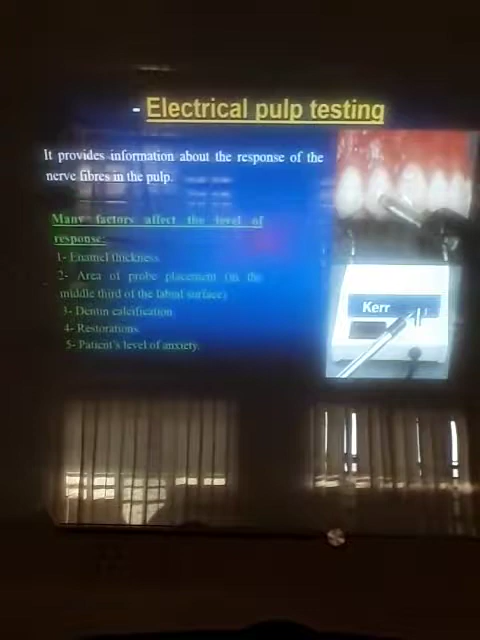 - Electrical pulp testing
It provides information about the response of the
nerve fibres in the pulp.
Many factors affect the level of
response:
1- Enamel thickness
2- Area of probe placement (in the
middle third of the labial surface)
3- Dentin calcification
4- Restorations
5- Patient's level of anxiety.
Kerr